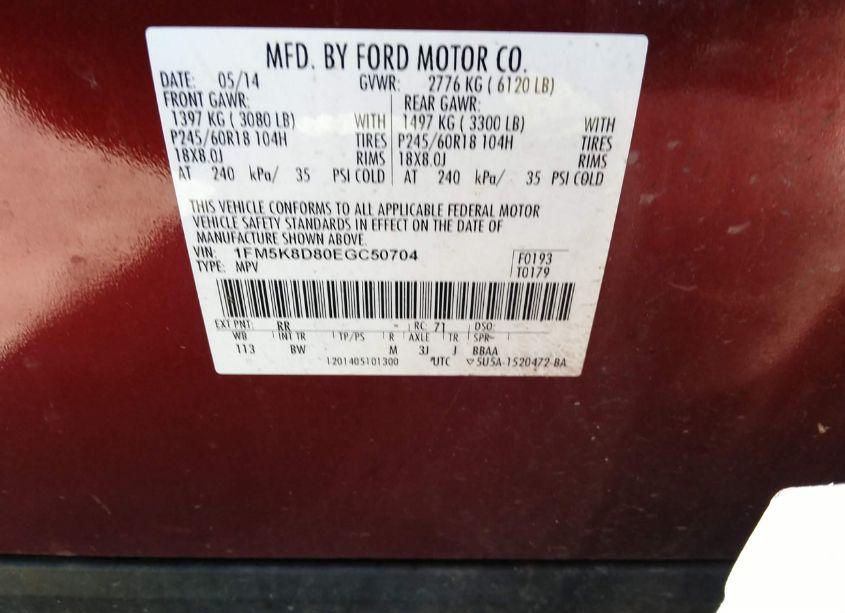 MFD. BY FORD MOTOR CO.
DATE: 05/14 GVWR: 2776 KG ( 6120 LB)
FRONT GAWR: REAR GAWR:
1397 KG ( 3080 LB) WITH 1497 KG ( 3300 LB) WITH
P245/60R18 104H TIRES P245/60R18 104H TIRES
18X8.0J RIMS 18X8.0J RIMS
AT 240 kPa/ 35 PSI COLD AT 240 kPa/ 35 PSI COLD
THIS VEHICLE CONFORMS TO ALL APPLICABLE FEDERAL MOTOR
VEHICLE SAFETY STANDARDS IN EFFECT ON THE DATE OF
MANUFACTURE SHOWN ABOVE.
VIN: 1FM5K8D80EGC50704 F0193
TYPE: MPV T0179
EXT PNT: RR - RC: 71 DSO:
WB INT TR TP/PS R AXLE TR SPR
113 BW M 3J J BBAA
I201405101300 UTC ▽5U5A-1520472-BA